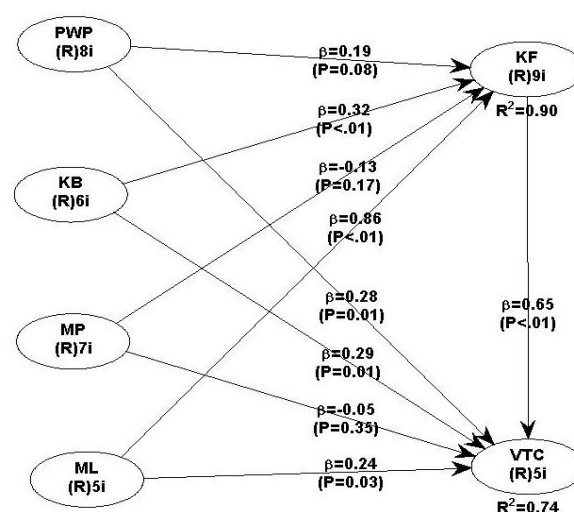 PWP
(R)8i
β=0.19
(P=0.08)
KF
(R)9i
R²=0.90
β=0.32
(P<.01)
KB
(R)6i
β=-0.13
(P=0.17)
β=0.86
(P<.01)
β=0.28
(P=0.01)
β=0.65
(P<.01)
MP
(R)7i
β=0.29
(P=0.01)
β=-0.05
(P=0.35)
ML
(R)5i
β=0.24
(P=0.03)
VTC
(R)5i
R²=0.74